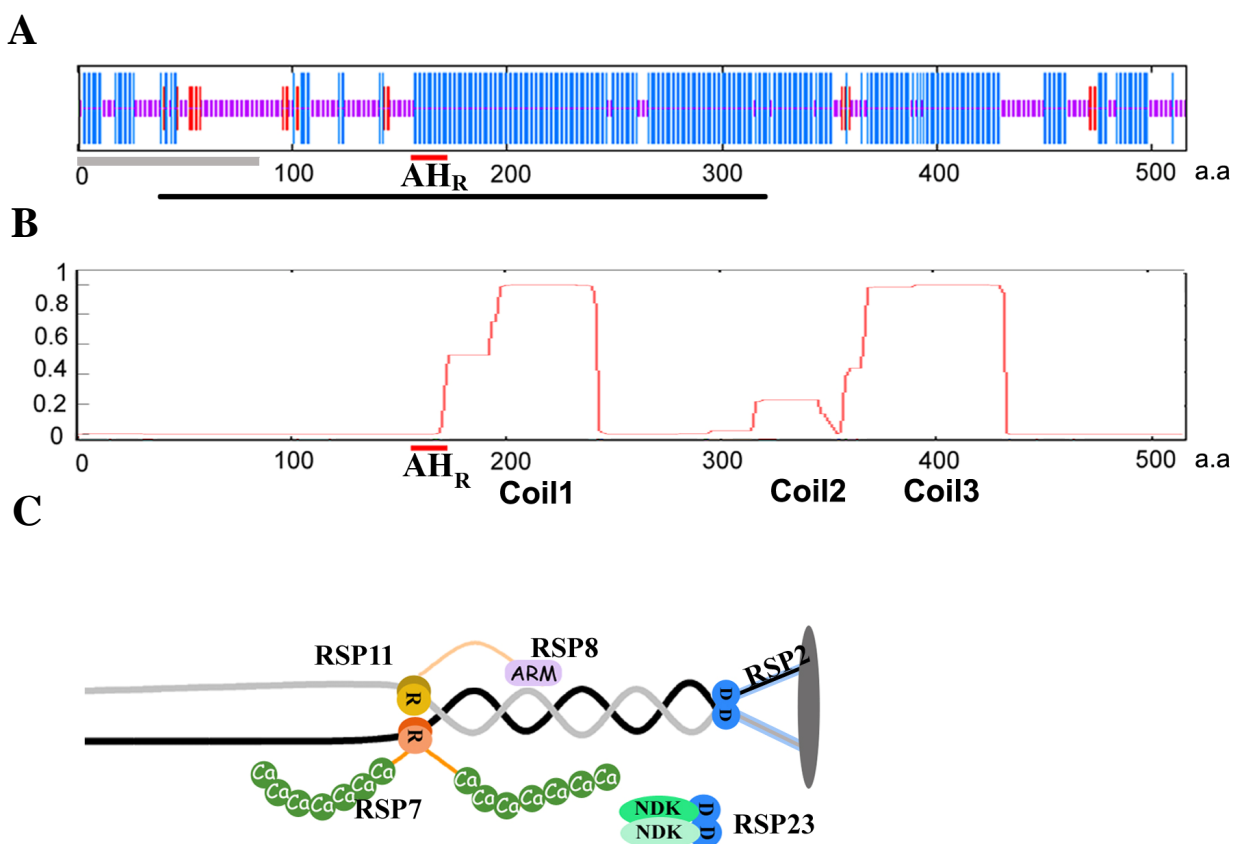 A
0 100 AHR 200 300 400 500 a.a
B
1
0.8
0.6
0.4
0.2
0
0 100 AHR 200 300 400 500 a.a
Coil1 Coil2 Coil3
C
RSP11 RSP8 RSP2
ARM
R
D
D
R
Ca Ca Ca Ca Ca Ca Ca Ca Ca Ca Ca Ca Ca Ca
RSP7
NDK D RSP23
NDK D